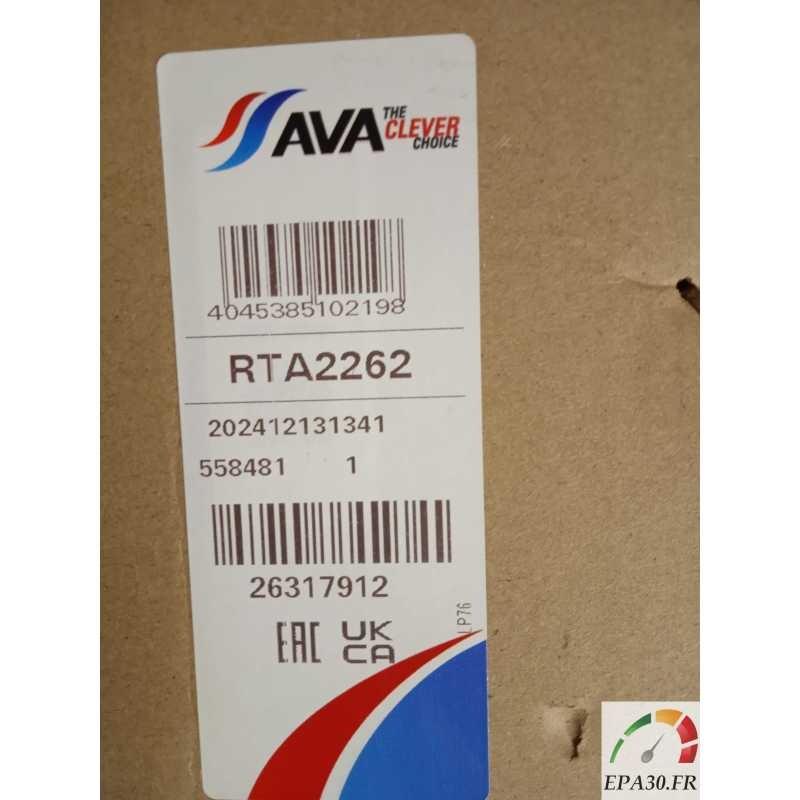 AVA THE CLEVER CHOICE
4045385102198
RTA2262
202412131341
558481 1
26317912
EAC UK CA
LP76
EPA30.FR